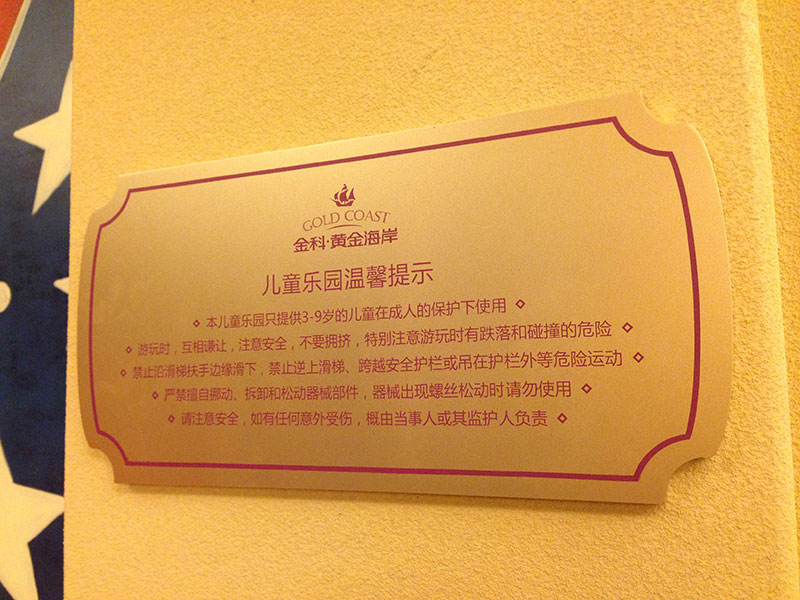 GOLD COAST
金科·黄金海岸
儿童乐园温馨提示
◇ 本儿童乐园只提供3-9岁的儿童在成人的保护下使用 ◇
◇ 游玩时，互相谦让，注意安全，不要拥挤，特别注意游玩时有跌落和碰撞的危险 ◇
◇ 禁止沿滑梯扶手边缘滑下，禁止逆上滑梯、跨越安全护栏或吊在护栏外等危险运动 ◇
◇ 严禁擅自挪动、拆卸和松动器械部件，器械出现螺丝松动时请勿使用 ◇
◇ 请注意安全，如有任何意外受伤，概由当事人或其监护人负责 ◇